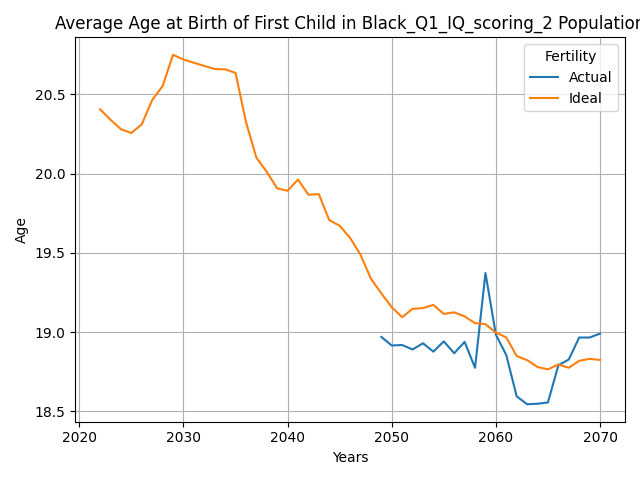 Average Age at Birth of First Child in Black_Q1_IQ_scoring_2 Population
Fertility
Actual
Ideal
20.5
20.0
19.5
19.0
18.5
Age
2020
2030
2040
2050
2060
2070
Years